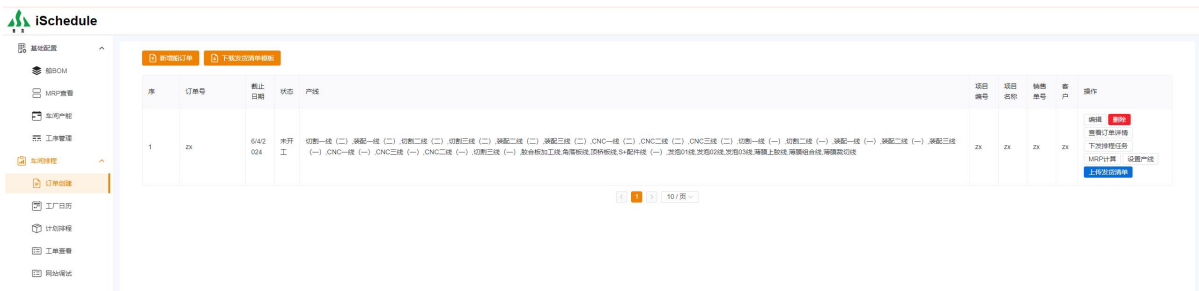 iSchedule
基础配置
船BOM
MRP查看
车间产能
工序管理
车间排程
订单创建
工厂日历
计划排程
工单查看
网站调试
新增船订单
下载发货清单模板
序
订单号
截止
日期
状态
产线
项目
编号
项目
名称
销售
单号
客
户
操作
1
zx
6/4/2
024
未开
工
切割一线（二）,装配一线（二）,切割二线（二）,切割三线（二）,装配二线（二）,装配三线（二）,CNC一线（二）,CNC二线（二）,CNC三线（二）,切割一线（一）,切割二线（一）,装配一线（一）,装配二线（一）,装配三线
（一）,CNC一线（一）,CNC三线（一）,CNC二线（一）,切割三线（一）,胶合板加工线,角落板线,顶桥板线,S+配件线（一）,发泡01线,发泡02线,发泡03线,薄膜上胶线,薄膜组合线,薄膜裁切线
zx
zx
zx
zx
编辑
删除
查看订单详情
下发排程任务
MRP计算
设置产线
上传发货清单
1
10 / 页